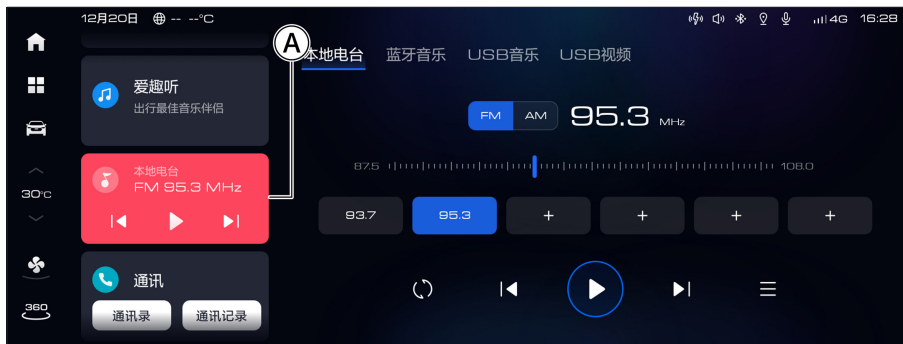 12月20日 -- --°C
4G 16:28
A
本地电台 蓝牙音乐 USB音乐 USB视频
爱趣听
出行最佳音乐伴侣
FM AM 95.3 MHz
87.5 108.0
本地电台
FM 95.3 MHz
30°C
93.7 95.3 + + + +
通讯
通讯录 通讯记录
360